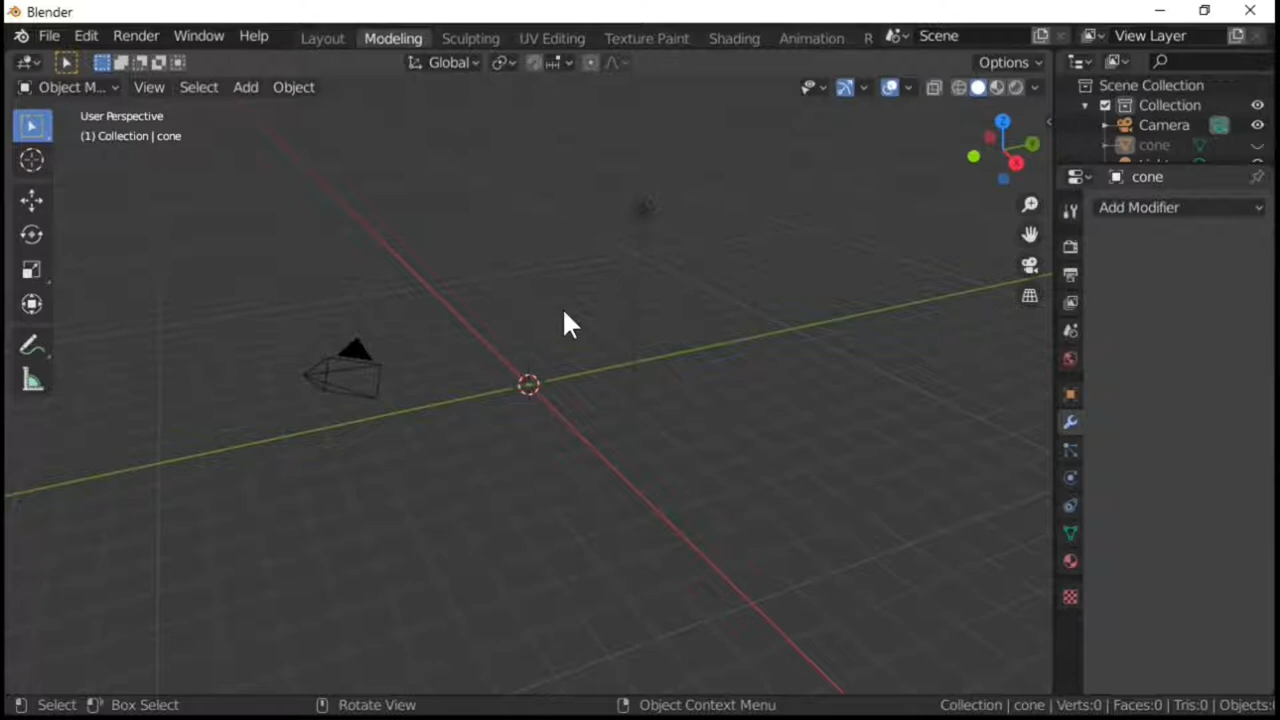 Blender
File Edit Render Window Help Layout Modeling Sculpting UV Editing Texture Paint Shading Animation R Scene View Layer
Global Options
Object M... View Select Add Object
Scene Collection
Collection
Camera
cone
User Perspective
(1) Collection | cone
Z
Y
X
cone
Add Modifier
Select Box Select Rotate View Object Context Menu Collection | cone | Verts:0 | Faces:0 | Tris:0 | Objects: